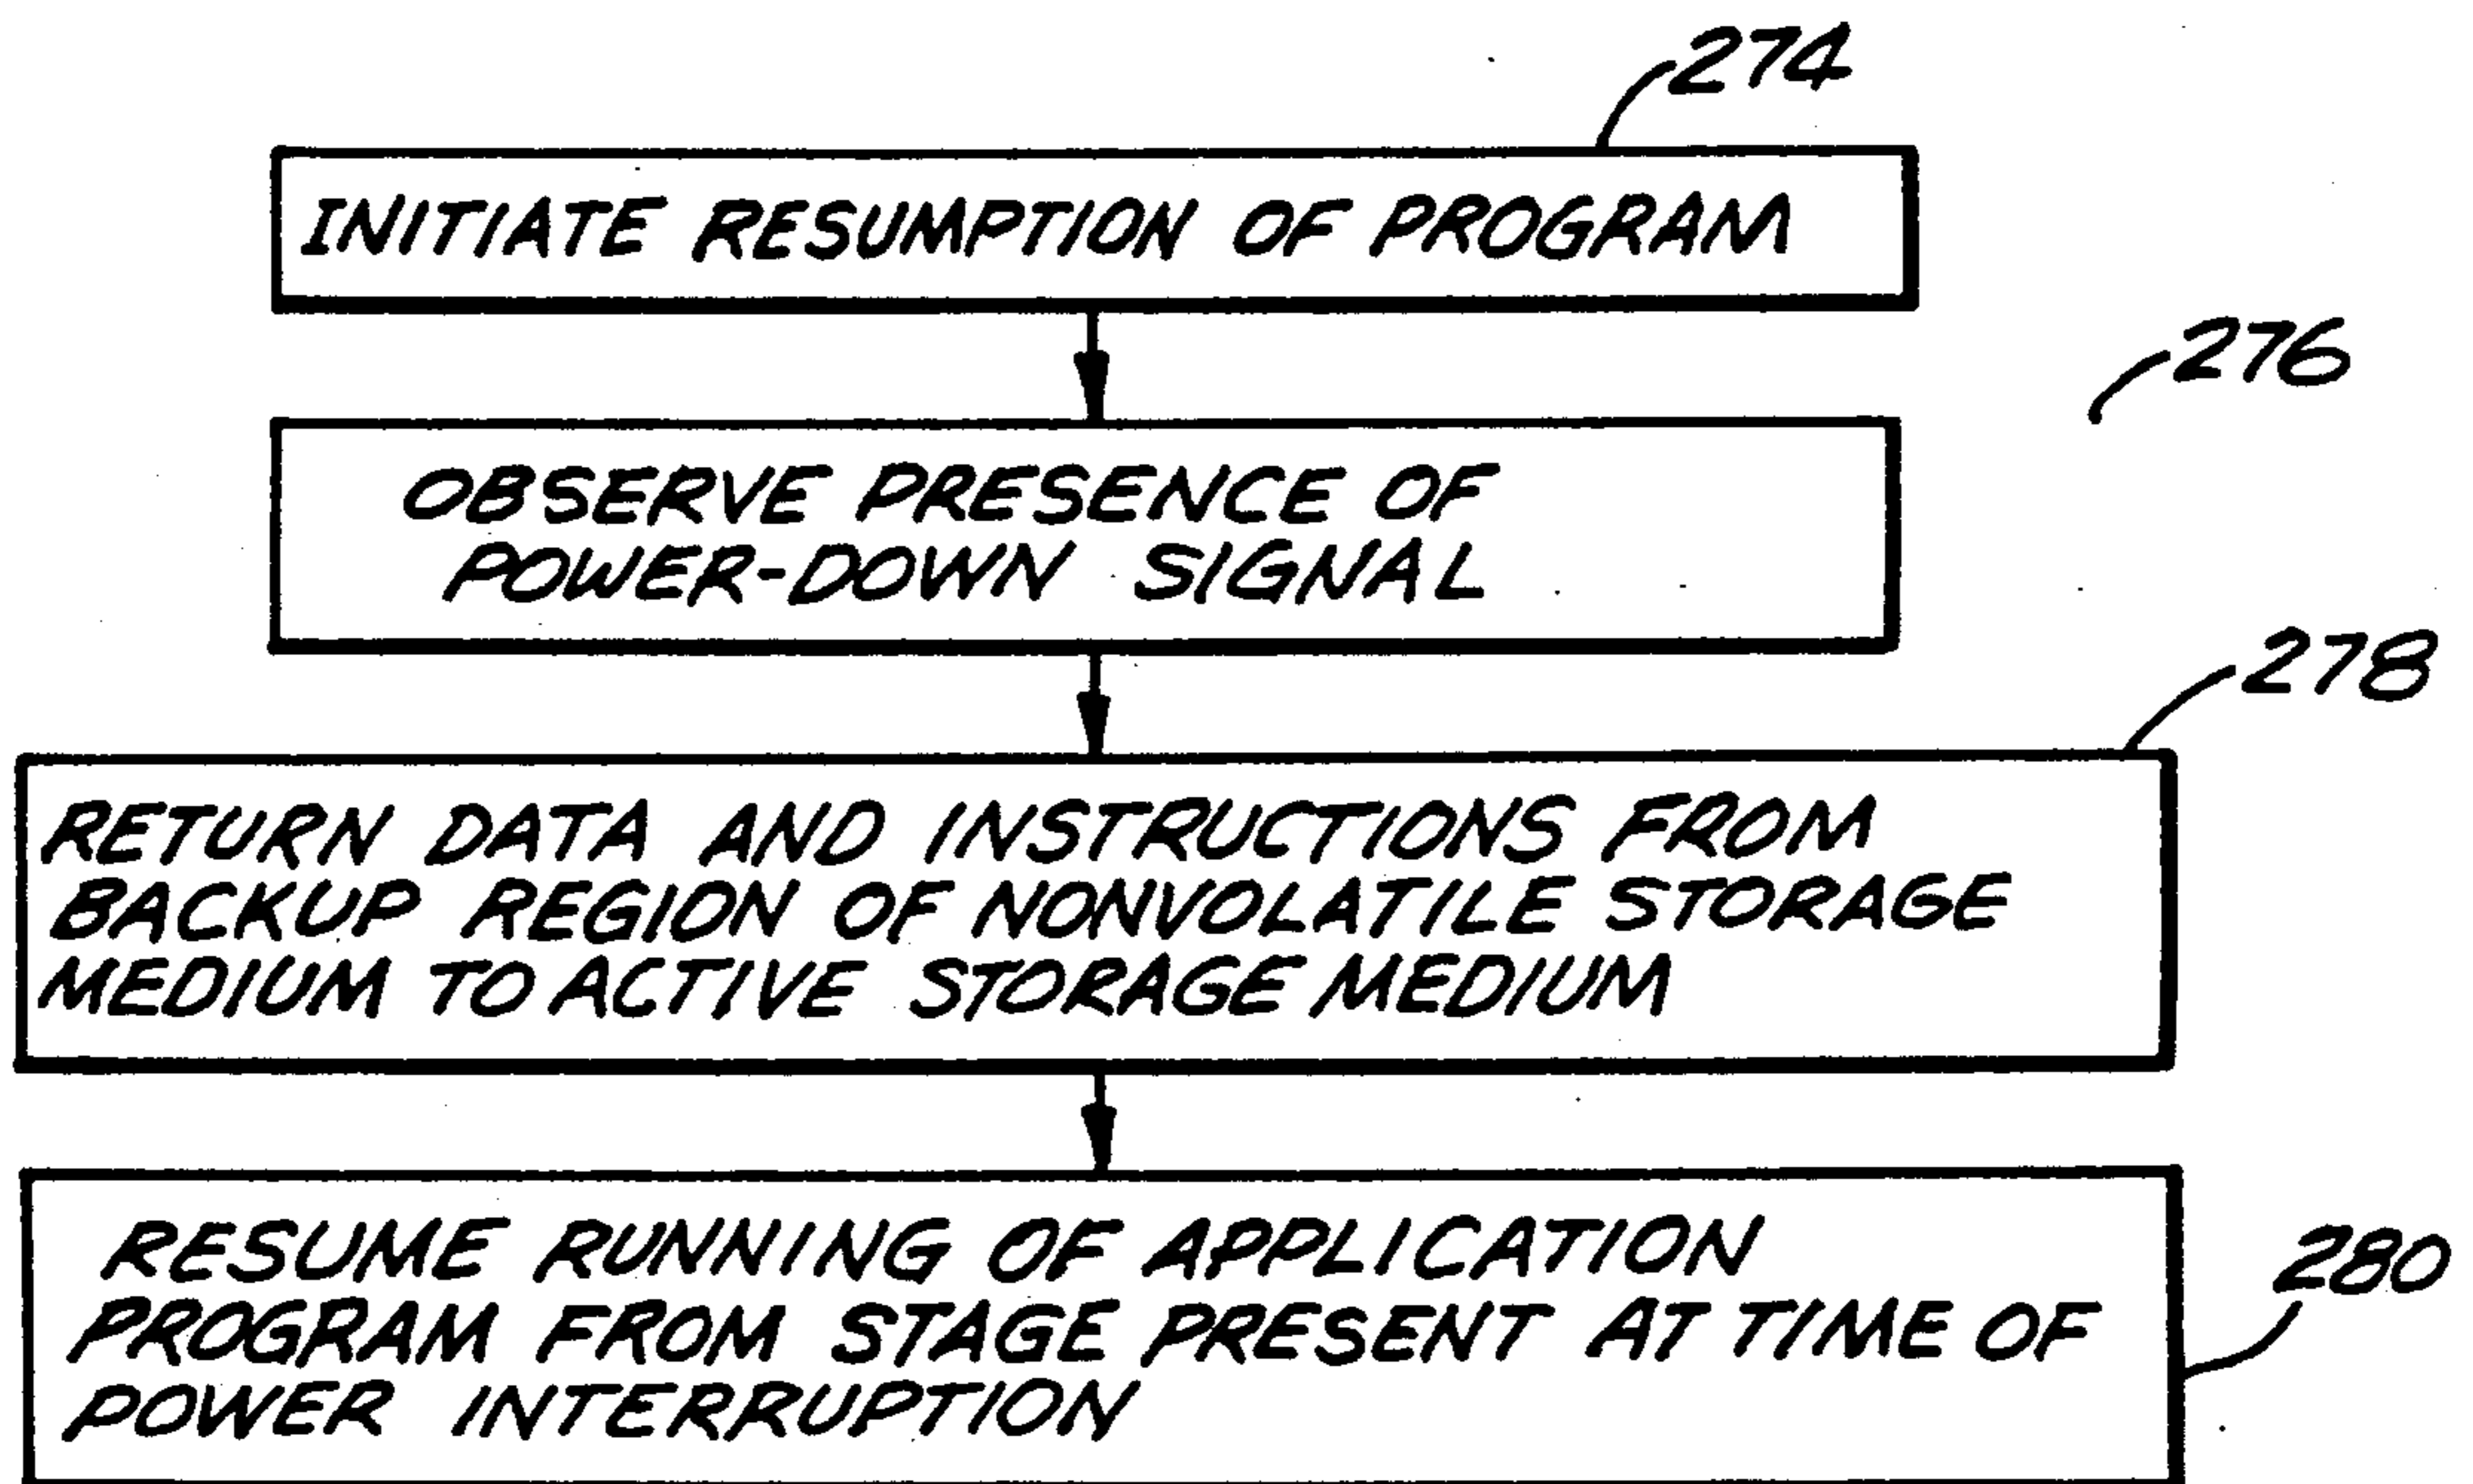 274
INITIATE RESUMPTION OF PROGRAM
276
OBSERVE PRESENCE OF
POWER-DOWN SIGNAL
278
RETURN DATA AND INSTRUCTIONS FROM
BACKUP REGION OF NONVOLATILE STORAGE
MEDIUM TO ACTIVE STORAGE MEDIUM
RESUME RUNNING OF APPLICATION
280
PROGRAM FROM STAGE PRESENT AT TIME OF
POWER INTERRUPTION